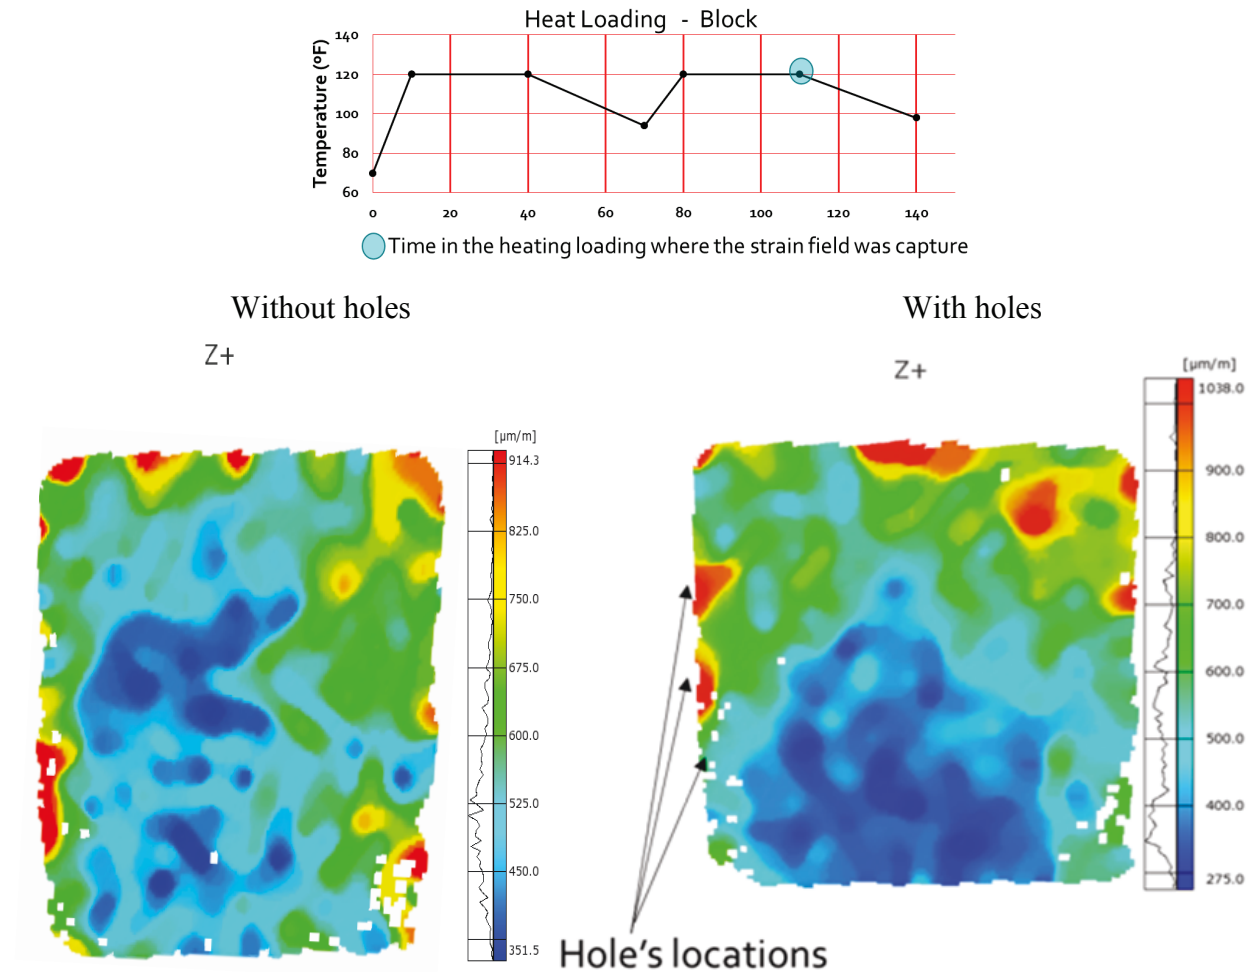 Heat Loading - Block
Temperature (ºF)
140
120
100
80
60
0 20 40 60 80 100 120 140
Time in the heating loading where the strain field was capture
Without holes
With holes
Z+
Z+
[µm/m]
914.3
825.0
750.0
675.0
600.0
525.0
450.0
351.5
[µm/m]
1038.0
900.0
800.0
700.0
600.0
500.0
400.0
275.0
Hole's locations